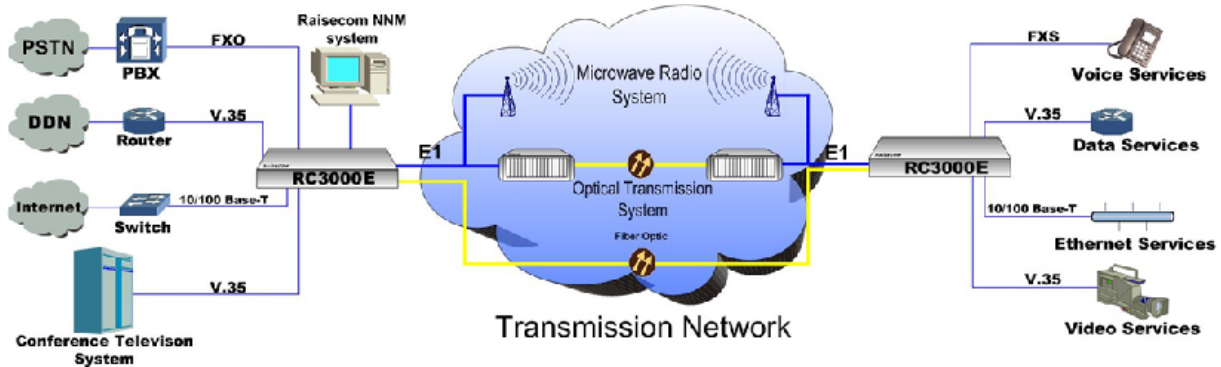 PSTN
PBX
FXO
Raisecom NNM
system
DDN
Router
V.35
RC3000E
Internet
Switch
10/100 Base-T
Conference Televison
System
V.35
E1
Microwave Radio
System
Optical Transmission
System
Fiber Optic
Transmission Network
E1
RC3000E
FXS
Voice Services
V.35
Data Services
10/100 Base-T
Ethernet Services
V.35
Video Services